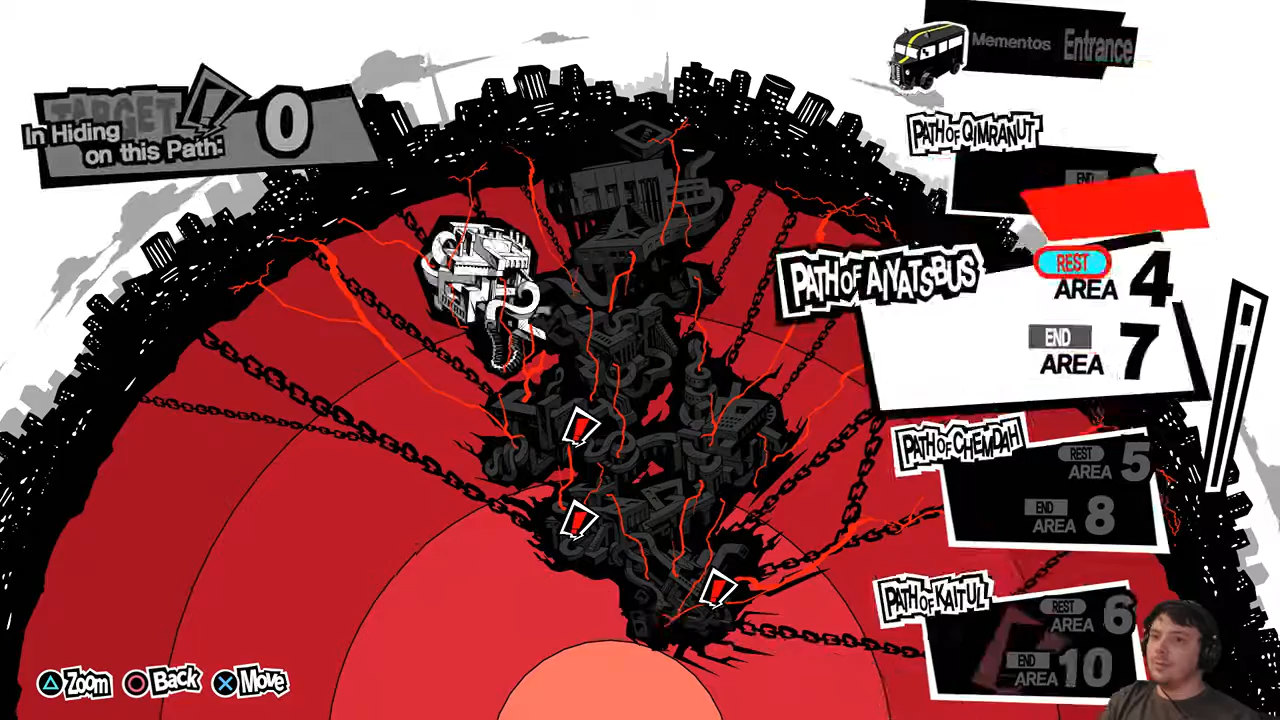 TARGET
In Hiding
on this Path:
0
Mementos Entrance
PATH OF QIMRANUT
END
PATH OF AIYATSBUS
REST
AREA 4
END
AREA 7
PATH OF CHEMDAH
REST
AREA 5
END
AREA 8
PATH OF KAITUL
REST
AREA 6
END
AREA 10
Zoom Back Move